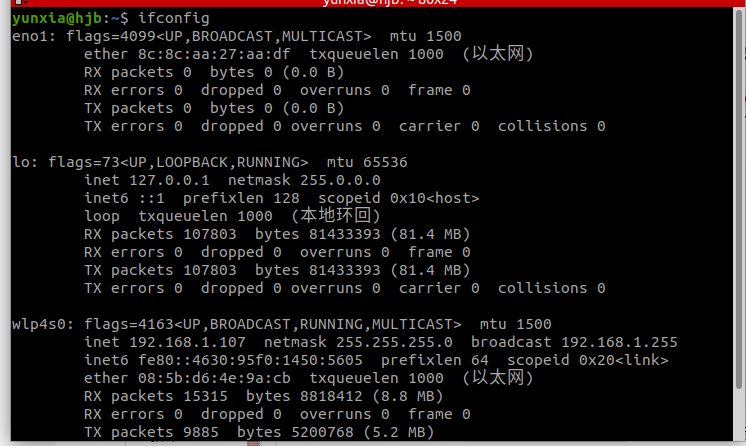 yunxia@hjb: ~ 80x24
yunxia@hjb:~$ ifconfig
eno1: flags=4099<UP,BROADCAST,MULTICAST>  mtu 1500
        ether 8c:8c:aa:27:aa:df  txqueuelen 1000  (以太网)
        RX packets 0  bytes 0 (0.0 B)
        RX errors 0  dropped 0  overruns 0  frame 0
        TX packets 0  bytes 0 (0.0 B)
        TX errors 0  dropped 0 overruns 0  carrier 0  collisions 0

lo: flags=73<UP,LOOPBACK,RUNNING>  mtu 65536
        inet 127.0.0.1  netmask 255.0.0.0
        inet6 ::1  prefixlen 128  scopeid 0x10<host>
        loop  txqueuelen 1000  (本地环回)
        RX packets 107803  bytes 81433393 (81.4 MB)
        RX errors 0  dropped 0  overruns 0  frame 0
        TX packets 107803  bytes 81433393 (81.4 MB)
        TX errors 0  dropped 0 overruns 0  carrier 0  collisions 0

wlp4s0: flags=4163<UP,BROADCAST,RUNNING,MULTICAST>  mtu 1500
        inet 192.168.1.107  netmask 255.255.255.0  broadcast 192.168.1.255
        inet6 fe80::4630:95f0:1450:5605  prefixlen 64  scopeid 0x20<link>
        ether 08:5b:d6:4e:9a:cb  txqueuelen 1000  (以太网)
        RX packets 15315  bytes 8818412 (8.8 MB)
        RX errors 0  dropped 0  overruns 0  frame 0
        TX packets 9885  bytes 5200768 (5.2 MB)